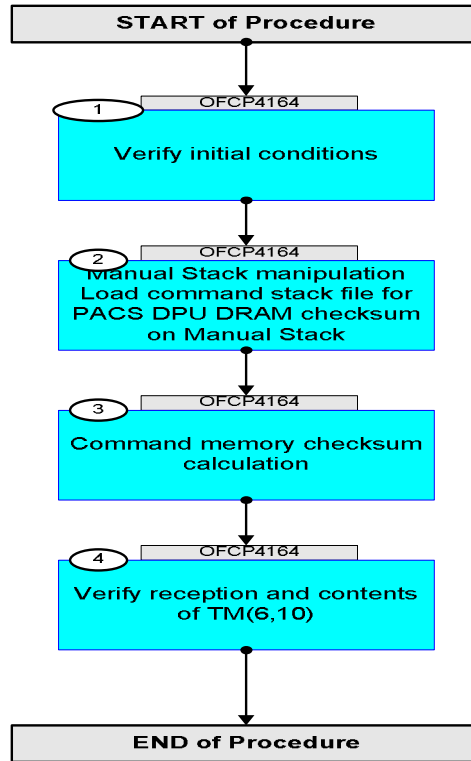 START of Procedure
OFCP4164
1
Verify initial conditions
OFCP4164
2
Manual Stack manipulation
Load command stack file for
PACS DPU DRAM checksum
on Manual Stack
OFCP4164
3
Command memory checksum
calculation
OFCP4164
4
Verify reception and contents
of TM(6,10)
END of Procedure